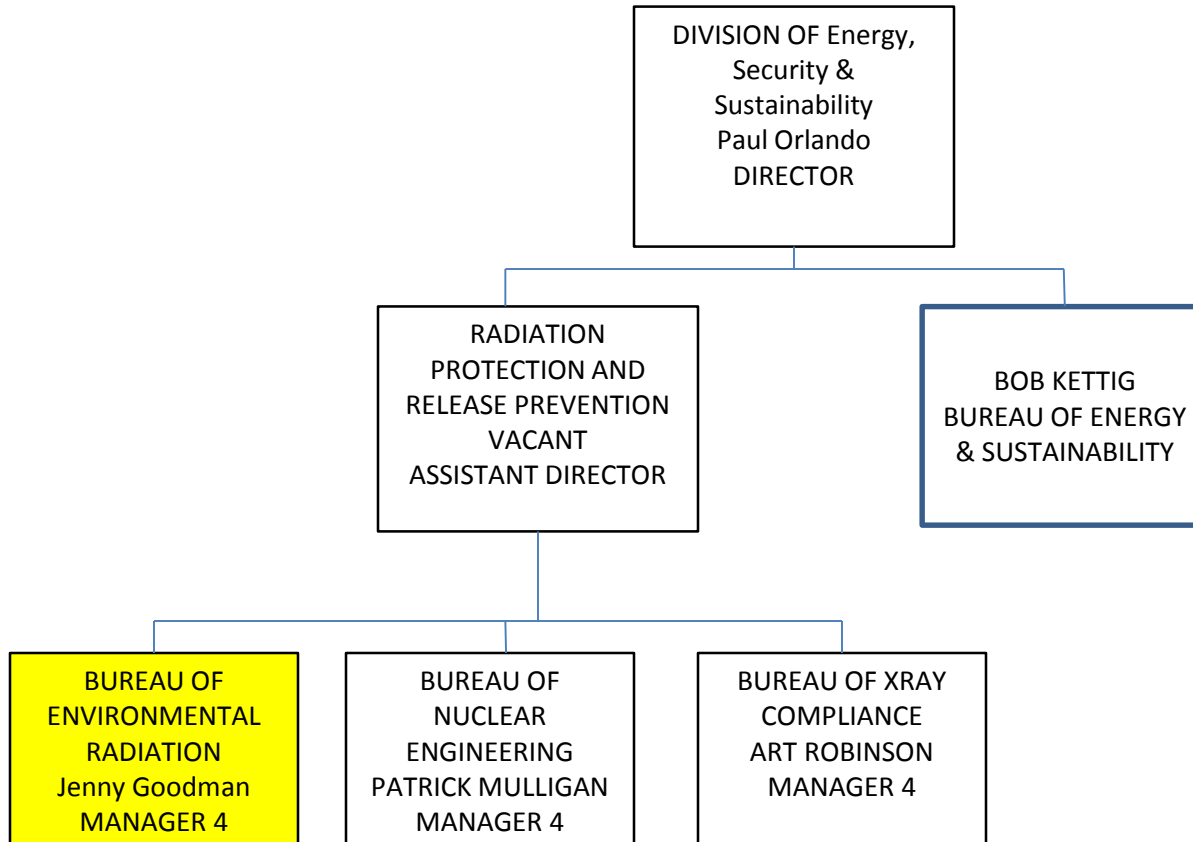 DIVISION OF Energy,
Security &
Sustainability
Paul Orlando
DIRECTOR
RADIATION
PROTECTION AND
RELEASE PREVENTION
VACANT
ASSISTANT DIRECTOR
BOB KETTIG
BUREAU OF ENERGY
& SUSTAINABILITY
BUREAU OF
ENVIRONMENTAL
RADIATION
Jenny Goodman
MANAGER 4
BUREAU OF
NUCLEAR
ENGINEERING
PATRICK MULLIGAN
MANAGER 4
BUREAU OF XRAY
COMPLIANCE
ART ROBINSON
MANAGER 4